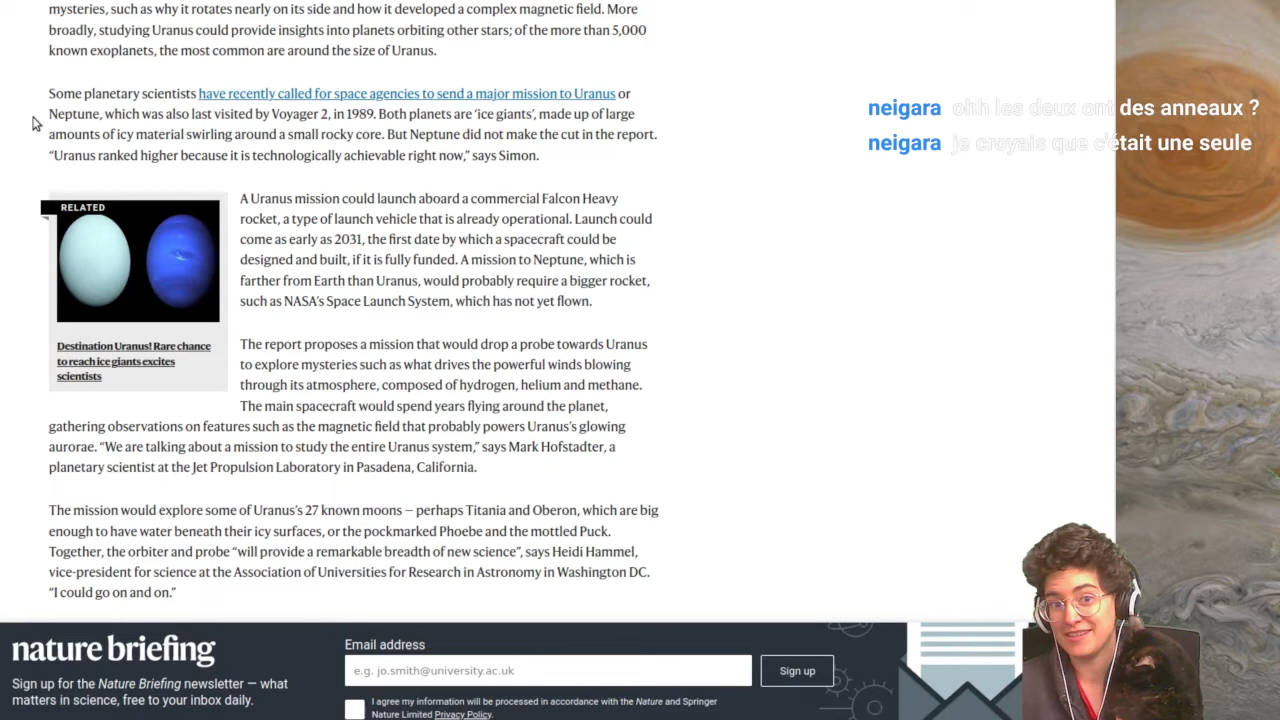 mysteries, such as why it rotates nearly on its side and how it developed a complex magnetic field. More
broadly, studying Uranus could provide insights into planets orbiting other stars; of the more than 5,000
known exoplanets, the most common are around the size of Uranus.
Some planetary scientists have recently called for space agencies to send a major mission to Uranus or
Neptune, which was also last visited by Voyager 2, in 1989. Both planets are ‘ice giants’, made up of large
amounts of icy material swirling around a small rocky core. But Neptune did not make the cut in the report.
“Uranus ranked higher because it is technologically achievable right now,” says Simon.
RELATED
Destination Uranus! Rare chance
to reach ice giants excites
scientists
A Uranus mission could launch aboard a commercial Falcon Heavy
rocket, a type of launch vehicle that is already operational. Launch could
come as early as 2031, the first date by which a spacecraft could be
designed and built, if it is fully funded. A mission to Neptune, which is
farther from Earth than Uranus, would probably require a bigger rocket,
such as NASA’s Space Launch System, which has not yet flown.
The report proposes a mission that would drop a probe towards Uranus
to explore mysteries such as what drives the powerful winds blowing
through its atmosphere, composed of hydrogen, helium and methane.
The main spacecraft would spend years flying around the planet,
gathering observations on features such as the magnetic field that probably powers Uranus’s glowing
aurorae. “We are talking about a mission to study the entire Uranus system,” says Mark Hofstadter, a
planetary scientist at the Jet Propulsion Laboratory in Pasadena, California.
The mission would explore some of Uranus’s 27 known moons — perhaps Titania and Oberon, which are big
enough to have water beneath their icy surfaces, or the pockmarked Phoebe and the mottled Puck.
Together, the orbiter and probe “will provide a remarkable breadth of new science”, says Heidi Hammel,
vice-president for science at the Association of Universities for Research in Astronomy in Washington DC.
“I could go on and on.”
neigara ohh les deux ont des anneaux ?
neigara je croyais que c'était une seule
nature briefing
Sign up for the Nature Briefing newsletter — what
matters in science, free to your inbox daily.
Email address
e.g. jo.smith@university.ac.uk
Sign up
I agree my information will be processed in accordance with the Nature and Springer
Nature Limited Privacy Policy.